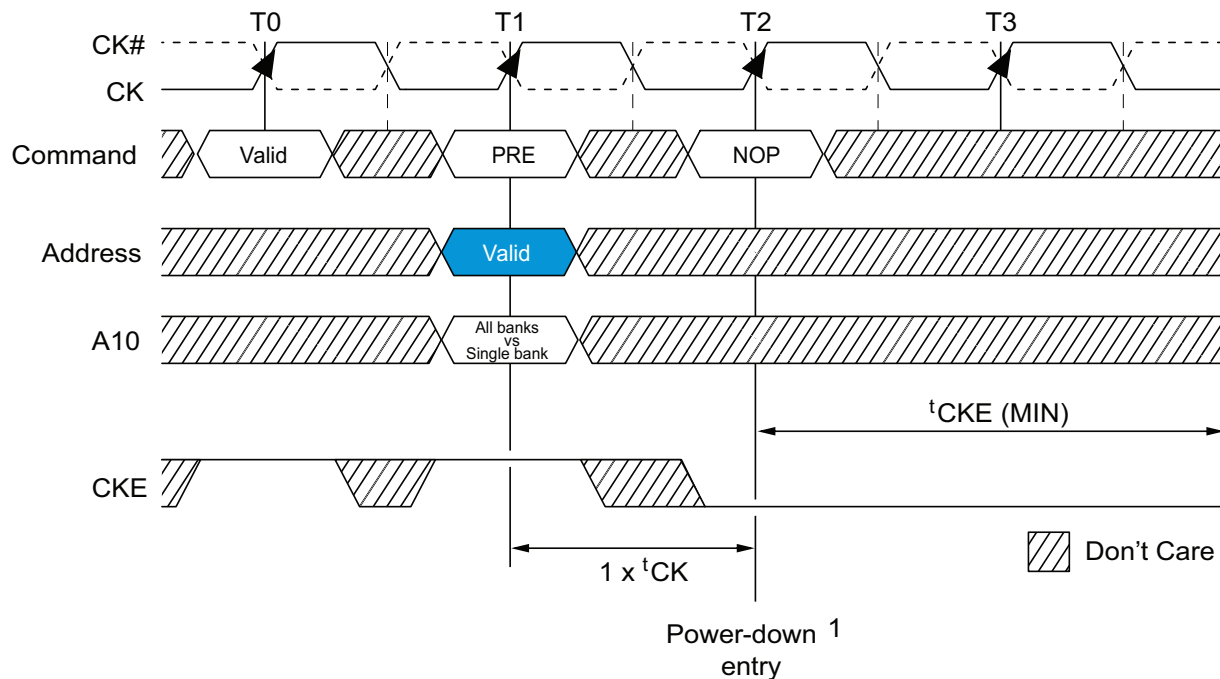 T0 T1 T2 T3
CK#
CK
Command Valid PRE NOP
Address Valid
A10 All banks
vs
Single bank
tCKE (MIN)
CKE
Don't Care
1 x tCK
Power-down 1
entry